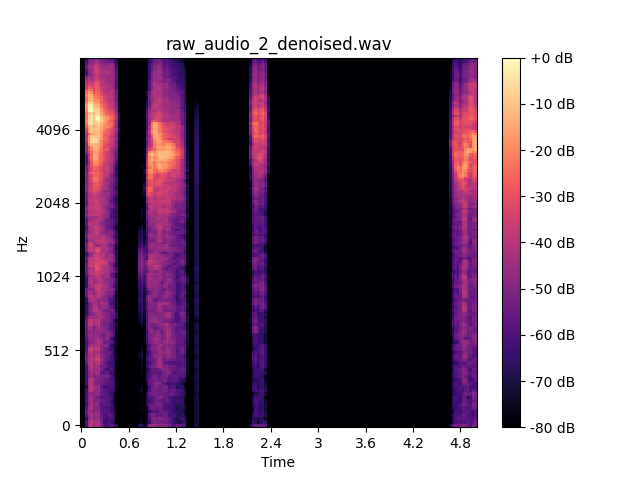 raw_audio_2_denoised.wav
Hz
4096
2048
1024
512
0
0 0.6 1.2 1.8 2.4 3 3.6 4.2 4.8
Time
+0 dB
-10 dB
-20 dB
-30 dB
-40 dB
-50 dB
-60 dB
-70 dB
-80 dB